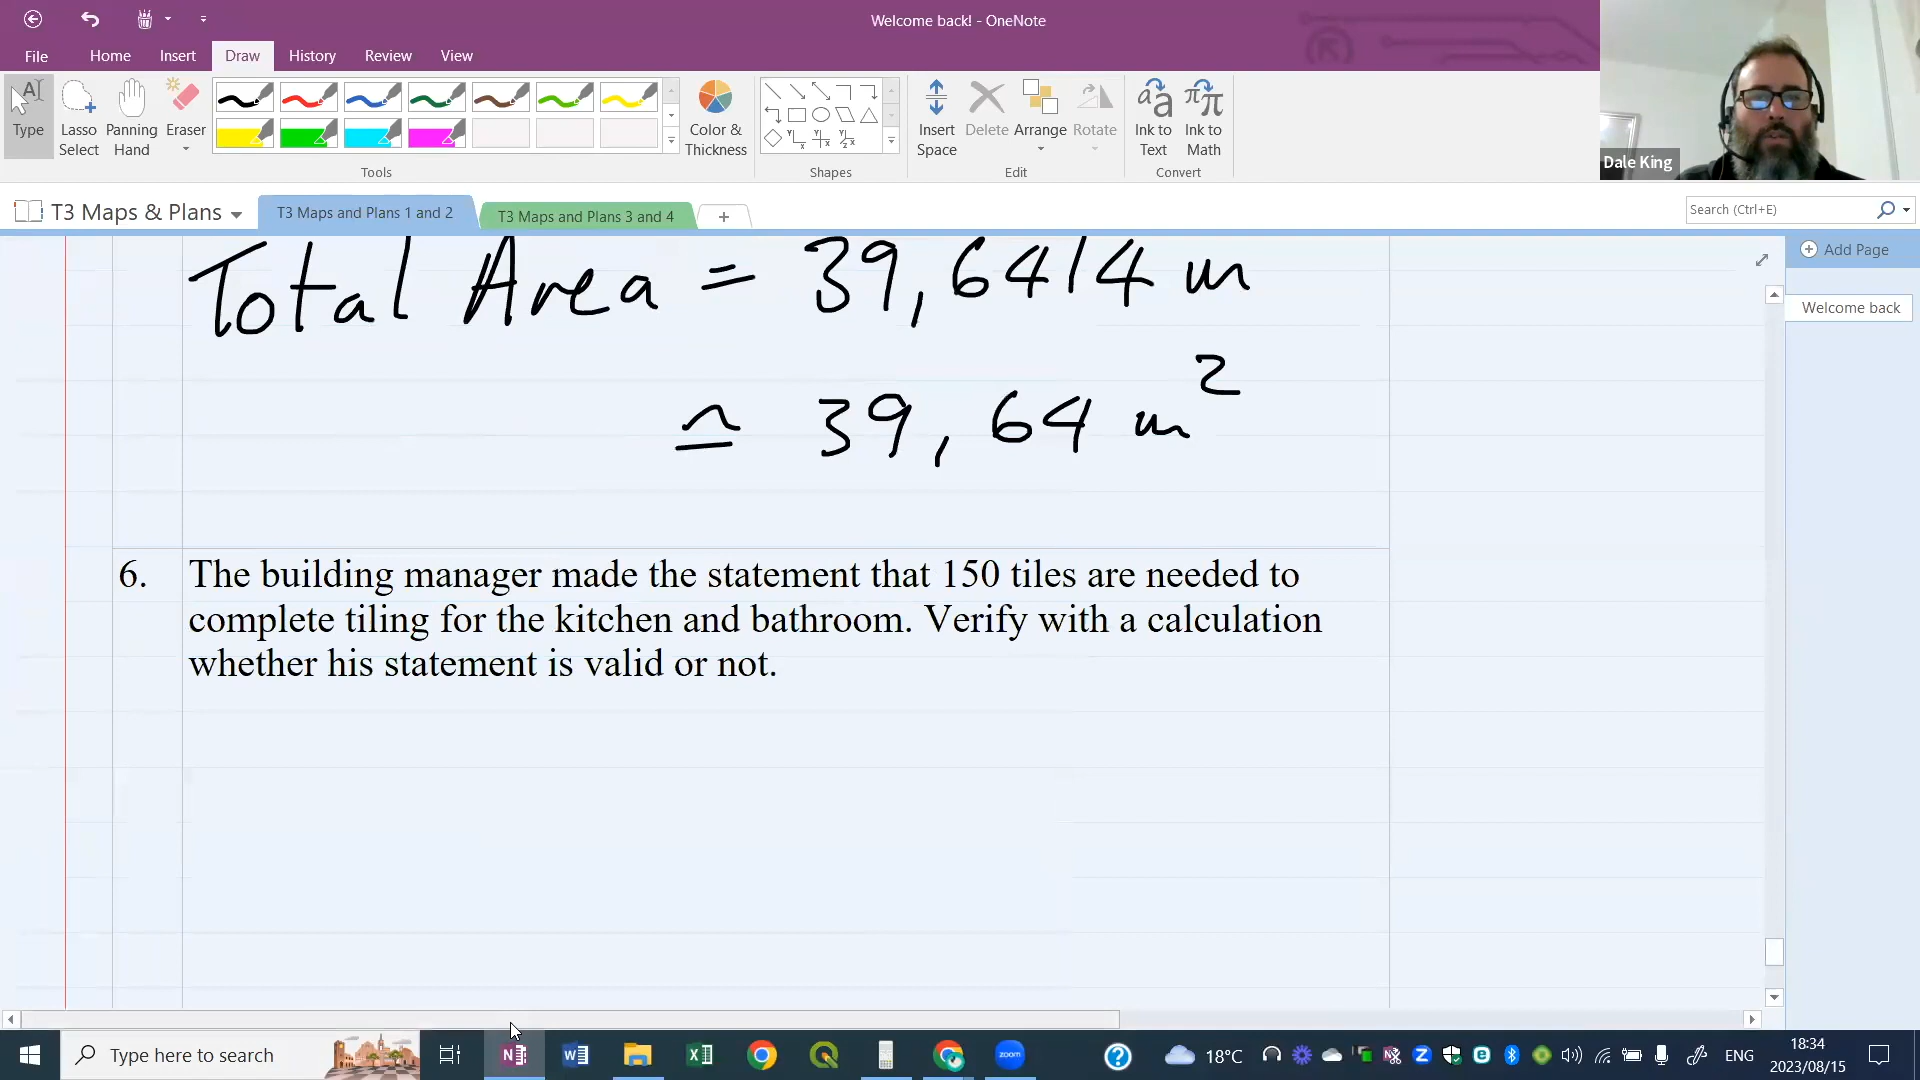 Welcome back! - OneNote
File
Home
Insert
Draw
History
Review
View
Type
Lasso
Select
Panning
Hand
Eraser
Color &
Thickness
Insert
Space
Delete
Arrange
Rotate
Ink to
Text
Ink to
Math
Tools
Shapes
Edit
Convert
Dale King
T3 Maps & Plans
T3 Maps and Plans 1 and 2
T3 Maps and Plans 3 and 4
Search (Ctrl+E)
Add Page
Welcome back
Total Area = 39,6414 m
≃ 39,64 m²
6. The building manager made the statement that 150 tiles are needed to
complete tiling for the kitchen and bathroom. Verify with a calculation
whether his statement is valid or not.
Type here to search
zoom
18°C
ENG
18:34
2023/08/15